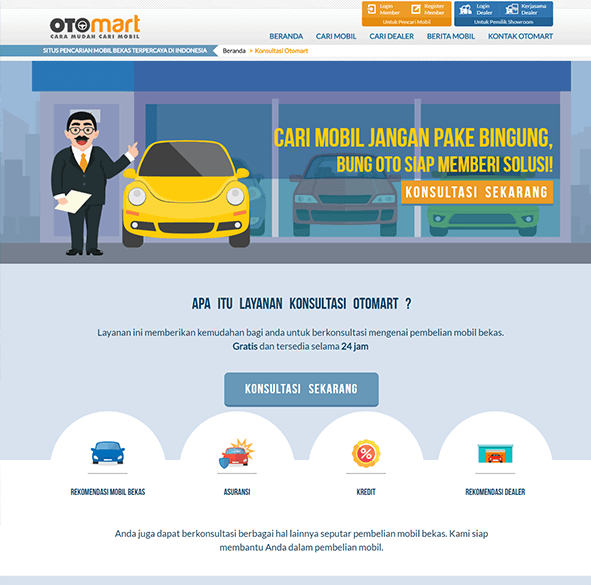 OTOmart
CARA MUDAH CARI MOBIL
Login Member
Register Member
Untuk Pencari Mobil
Login Dealer
Kerjasama Dealer
Untuk Pemilik Showroom
BERANDA CARI MOBIL CARI DEALER BERITA MOBIL KONTAK OTOMART
SITUS PENCARIAN MOBIL BEKAS TERPERCAYA DI INDONESIA
Beranda > Konsultasi Otomart
CARI MOBIL JANGAN PAKE BINGUNG,
BUNG OTO SIAP MEMBERI SOLUSI!
KONSULTASI SEKARANG
APA ITU LAYANAN KONSULTASI OTOMART ?
Layanan ini memberikan kemudahan bagi anda untuk berkonsultasi mengenai pembelian mobil bekas.
Gratis dan tersedia selama 24 jam
KONSULTASI SEKARANG
%
REKOMENDASI MOBIL BEKAS
ASURANSI
KREDIT
REKOMENDASI DEALER
Anda juga dapat berkonsultasi berbagai hal lainnya seputar pembelian mobil bekas. Kami siap
membantu Anda dalam pembelian mobil.